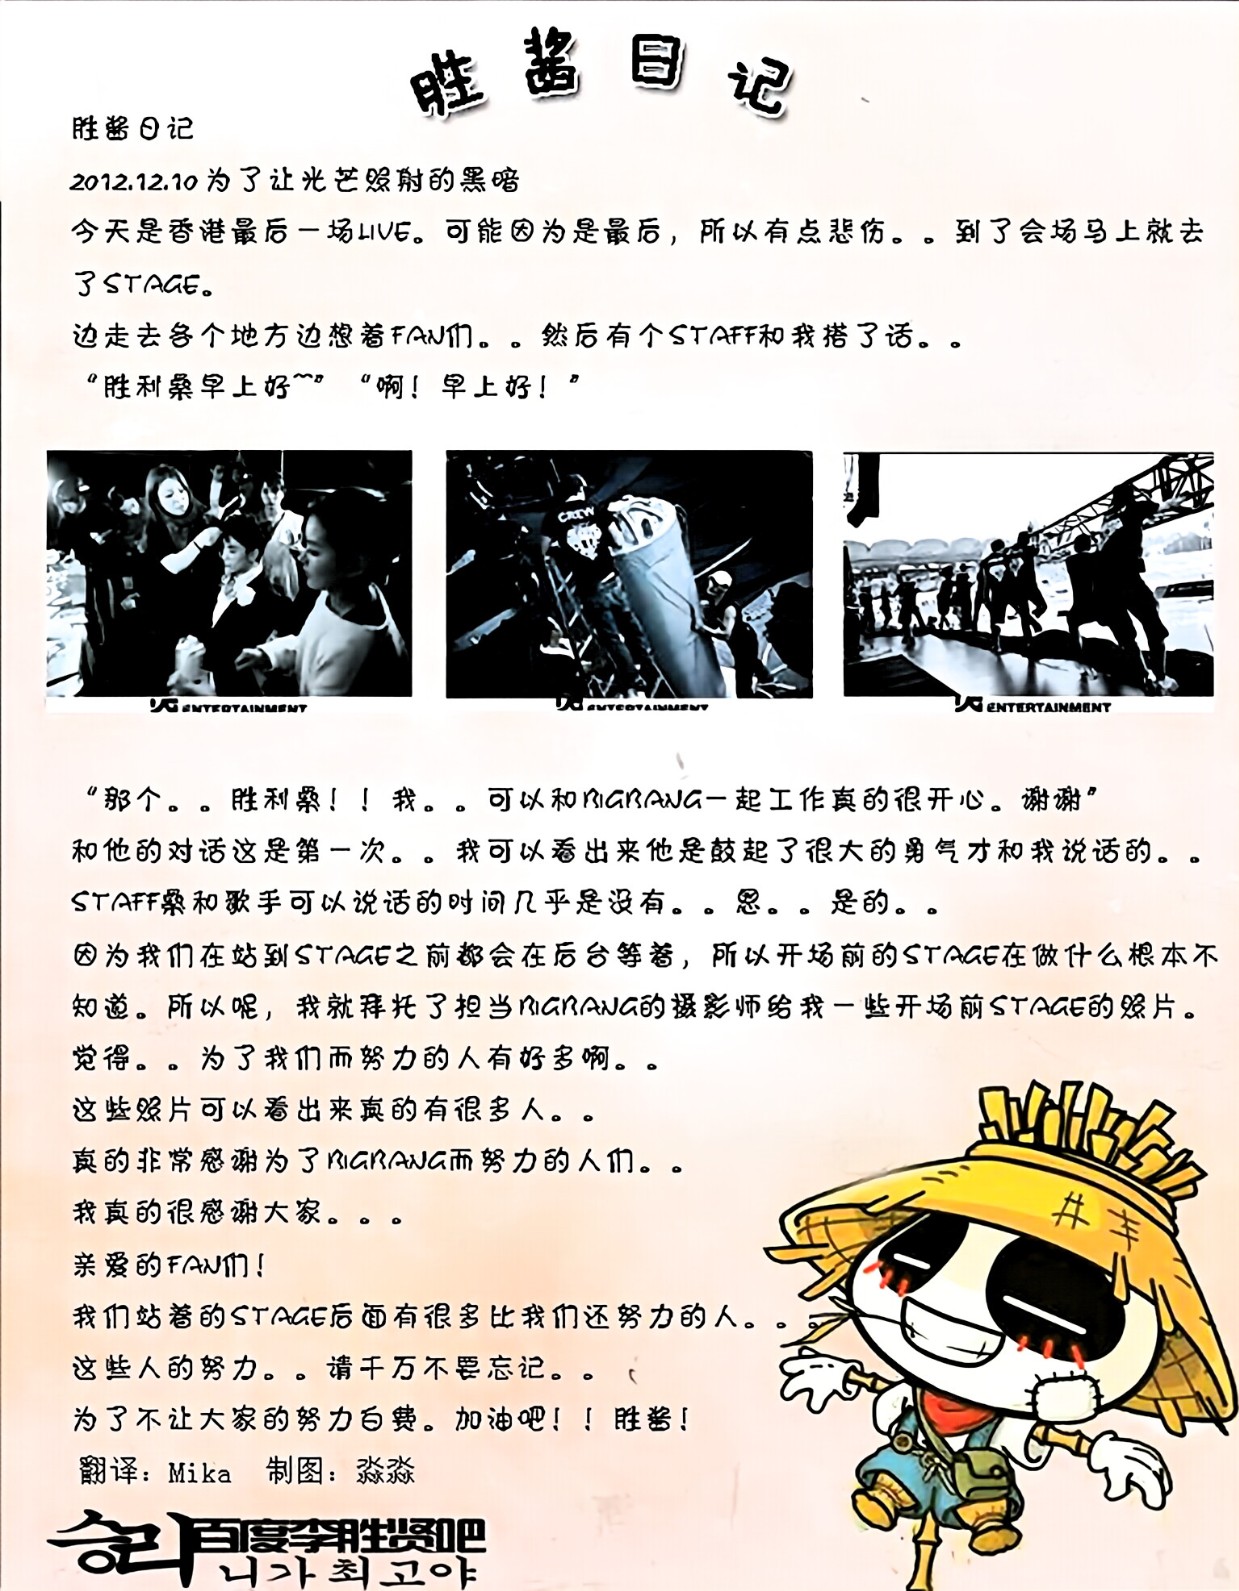 胜酱日记
胜酱日记
2012.12.10为了让光芒照射的黑暗
今天是香港最后一场LIVE。可能因为是最后，所以有点悲伤。。到了会场马上就去
了STAGE。
边走去各个地方边想着FAN们。。然后有个STAFF和我搭了话。。
“胜利桑早上好~~”“啊！早上好！”
CREW
YG ENTERTAINMENT
YG ENTERTAINMENT
YG ENTERTAINMENT
“那个。。胜利桑！！我。。可以和BIGBANG一起工作真的很开心。谢谢”
和他的对话这是第一次。。我可以看出来他是鼓起了很大的勇气才和我说话的。。
STAFF桑和歌手可以说话的时间几乎是没有。。恩。。是的。。
因为我们在站到STAGE之前都会在后台等着，所以开场前的STAGE在做什么根本不
知道。所以呢，我就拜托了担当BIGBANG的摄影师给我一些开场前STAGE的照片。
觉得。。为了我们而努力的人有好多啊。。
这些照片可以看出来真的有很多人。。
真的非常感谢为了BIGBANG而努力的人们。。
我真的很感谢大家。。。
亲爱的FAN们！
我们站着的STAGE后面有很多比我们还努力的人。。。
这些人的努力。。请千万不要忘记。。
为了不让大家的努力白费。加油吧！！胜酱！
翻译：Mika 制图：淼淼
승리百度李胜贤吧
니가최고야